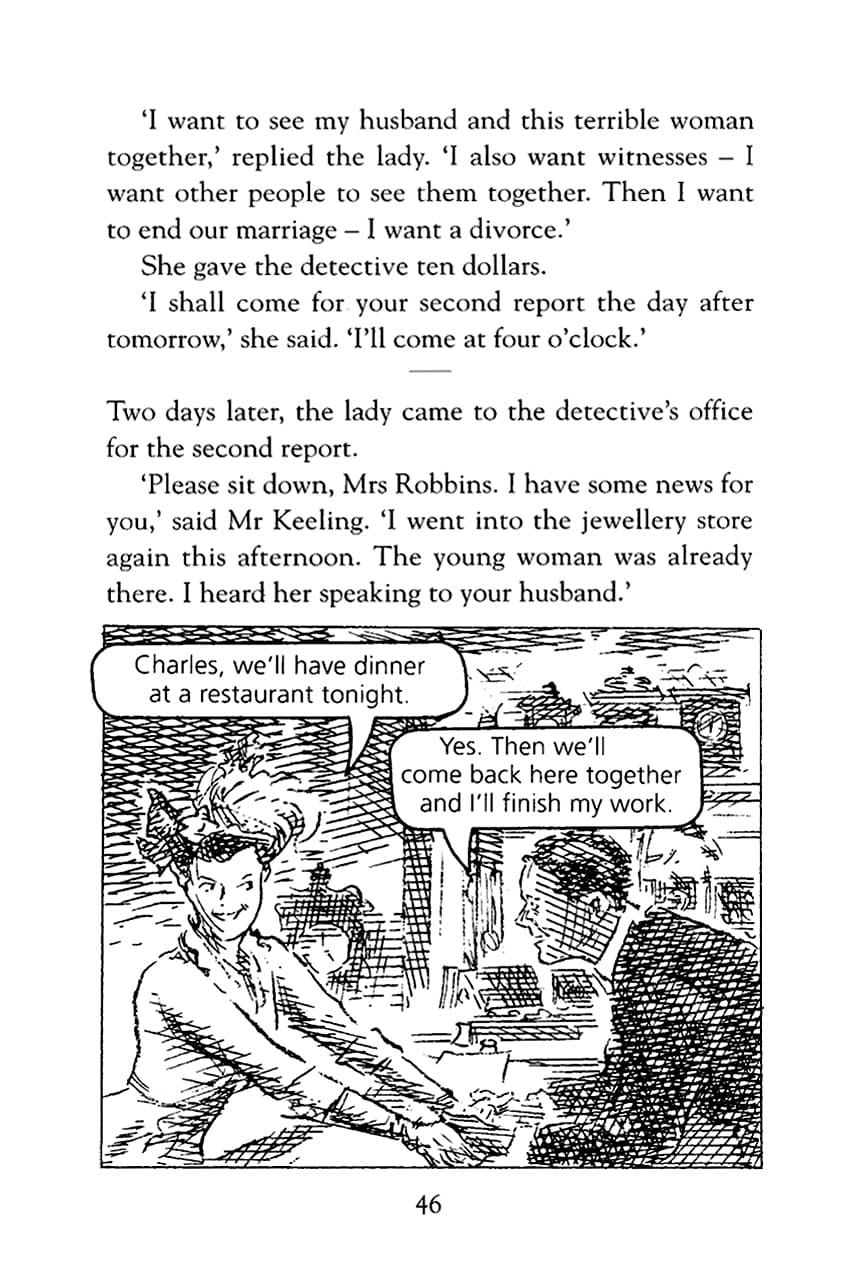 ‘I want to see my husband and this terrible woman
together,’ replied the lady. ‘I also want witnesses – I
want other people to see them together. Then I want
to end our marriage – I want a divorce.’
She gave the detective ten dollars.
‘I shall come for your second report the day after
tomorrow,’ she said. ‘I’ll come at four o’clock.’
Two days later, the lady came to the detective’s office
for the second report.
‘Please sit down, Mrs Robbins. I have some news for
you,’ said Mr Keeling. ‘I went into the jewellery store
again this afternoon. The young woman was already
there. I heard her speaking to your husband.’
Charles, we’ll have dinner
at a restaurant tonight.
Yes. Then we’ll
come back here together
and I’ll finish my work.
46